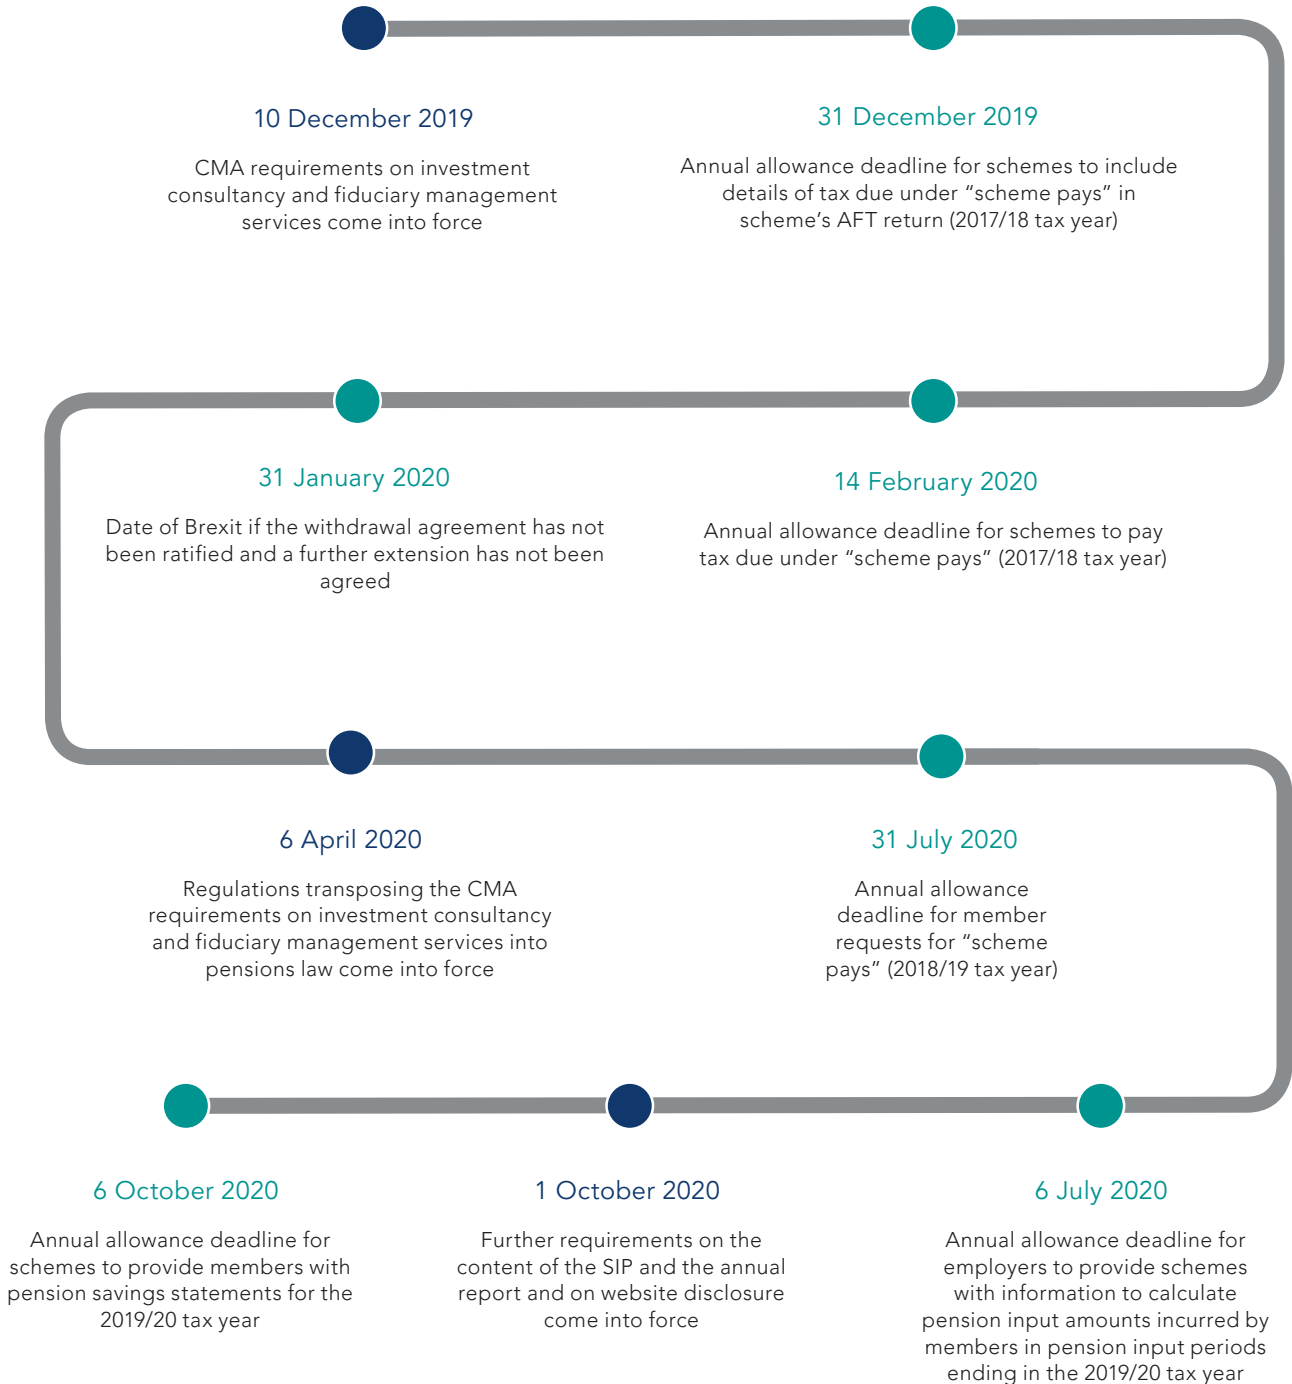 10 December 2019
CMA requirements on investment
consultancy and fiduciary management
services come into force
31 December 2019
Annual allowance deadline for schemes to include
details of tax due under “scheme pays” in
scheme’s AFT return (2017/18 tax year)
31 January 2020
Date of Brexit if the withdrawal agreement has not
been ratified and a further extension has not been
agreed
14 February 2020
Annual allowance deadline for schemes to pay
tax due under “scheme pays” (2017/18 tax year)
6 April 2020
Regulations transposing the CMA
requirements on investment consultancy
and fiduciary management services into
pensions law come into force
31 July 2020
Annual allowance
deadline for member
requests for “scheme
pays” (2018/19 tax year)
6 October 2020
Annual allowance deadline for
schemes to provide members with
pension savings statements for the
2019/20 tax year
1 October 2020
Further requirements on the
content of the SIP and the annual
report and on website disclosure
come into force
6 July 2020
Annual allowance deadline for
employers to provide schemes
with information to calculate
pension input amounts incurred by
members in pension input periods
ending in the 2019/20 tax year